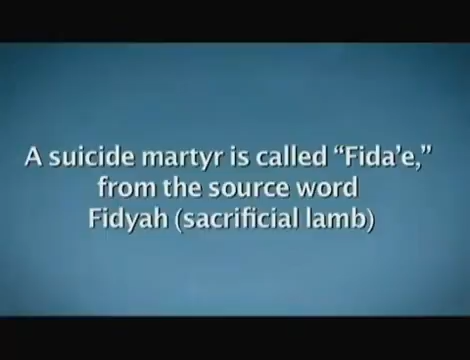 A suicide martyr is called “Fida’e,”
from the source word
Fidyah (sacrificial lamb)